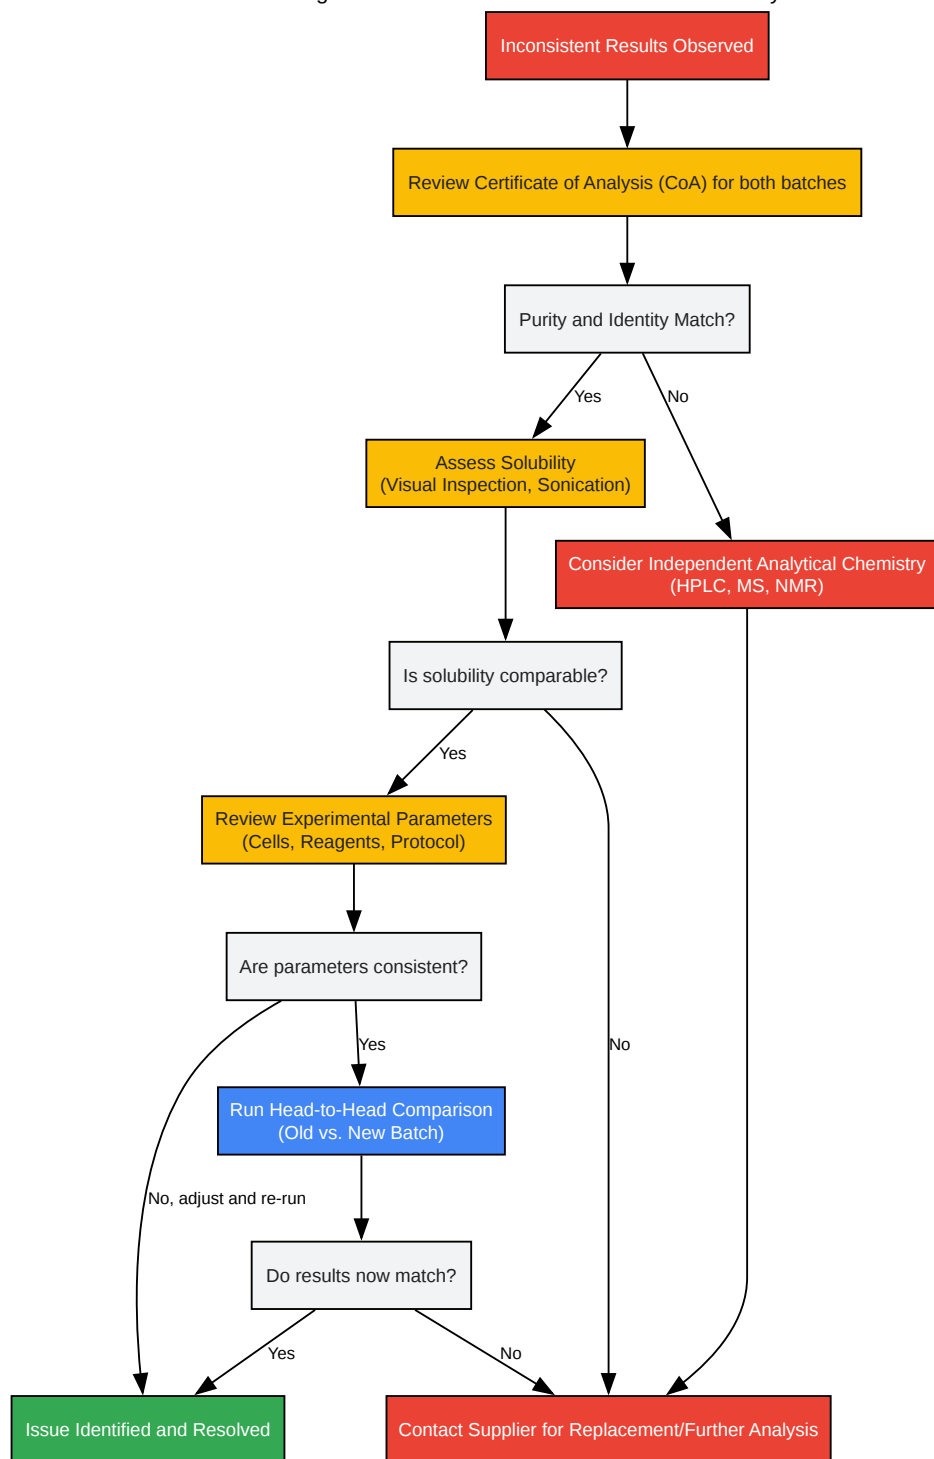 Inconsistent Results Observed
Review Certificate of Analysis (CoA) for both batches
Purity and Identity Match?
Yes
No
Assess Solubility
(Visual Inspection, Sonication)
Consider Independent Analytical Chemistry
(HPLC, MS, NMR)
Is solubility comparable?
Yes
Review Experimental Parameters
(Cells, Reagents, Protocol)
Are parameters consistent?
Yes
No
Run Head-to-Head Comparison
(Old vs. New Batch)
No, adjust and re-run
Do results now match?
Yes
No
Issue Identified and Resolved
Contact Supplier for Replacement/Further Analysis